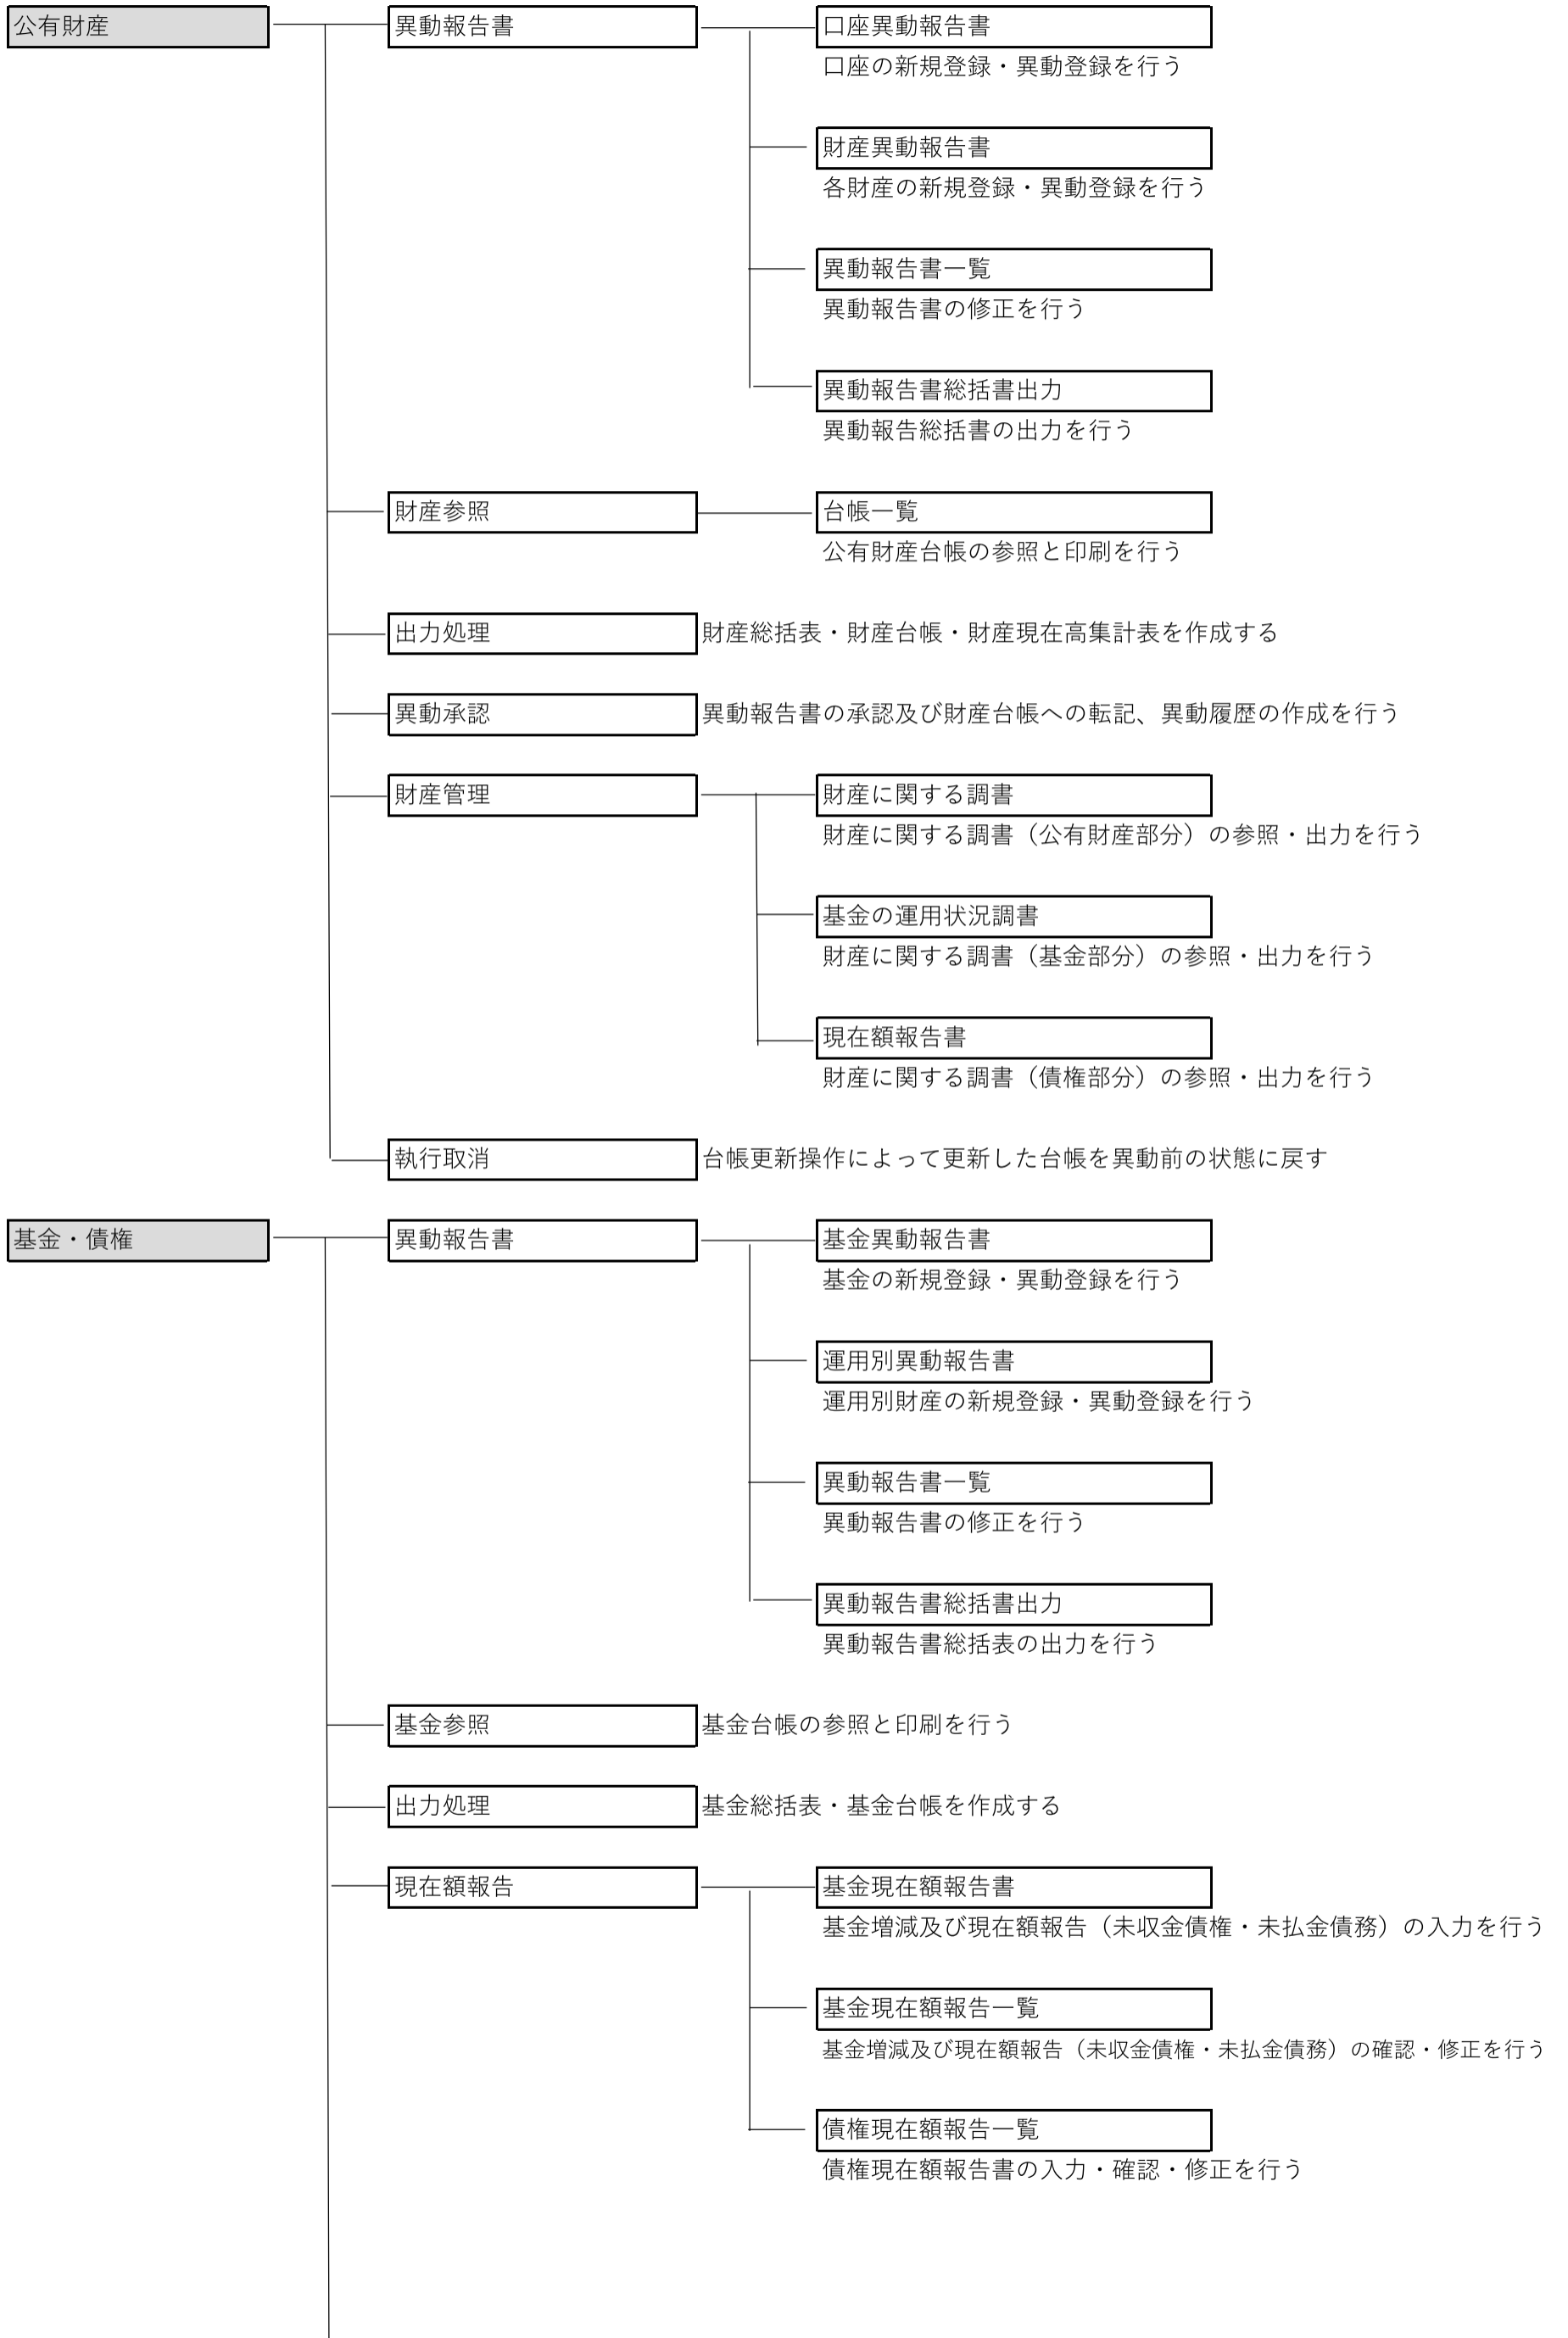 公有財産
異動報告書
口座異動報告書
口座の新規登録・異動登録を行う
財産異動報告書
各財産の新規登録・異動登録を行う
異動報告書一覧
異動報告書の修正を行う
異動報告書総括書出力
異動報告総括書の出力を行う
財産参照
台帳一覧
公有財産台帳の参照と印刷を行う
出力処理
財産総括表・財産台帳・財産現在高集計表を作成する
異動承認
異動報告書の承認及び財産台帳への転記、異動履歴の作成を行う
財産管理
財産に関する調書
財産に関する調書（公有財産部分）の参照・出力を行う
基金の運用状況調書
財産に関する調書（基金部分）の参照・出力を行う
現在額報告書
財産に関する調書（債権部分）の参照・出力を行う
執行取消
台帳更新操作によって更新した台帳を異動前の状態に戻す
基金・債権
異動報告書
基金異動報告書
基金の新規登録・異動登録を行う
運用別異動報告書
運用別財産の新規登録・異動登録を行う
異動報告書一覧
異動報告書の修正を行う
異動報告書総括書出力
異動報告書総括表の出力を行う
基金参照
基金台帳の参照と印刷を行う
出力処理
基金総括表・基金台帳を作成する
現在額報告
基金現在額報告書
基金増減及び現在額報告（未収金債権・未払金債務）の入力を行う
基金現在額報告一覧
基金増減及び現在額報告（未収金債権・未払金債務）の確認・修正を行う
債権現在額報告一覧
債権現在額報告書の入力・確認・修正を行う